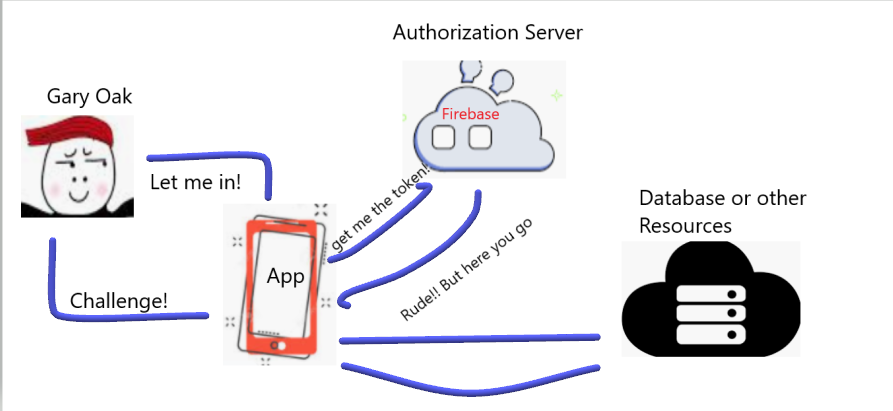 Authorization Server
Gary Oak
Firebase
Let me in!
get me the token!
Database or other
Resources
App
Rude!! But here you go
Challenge!